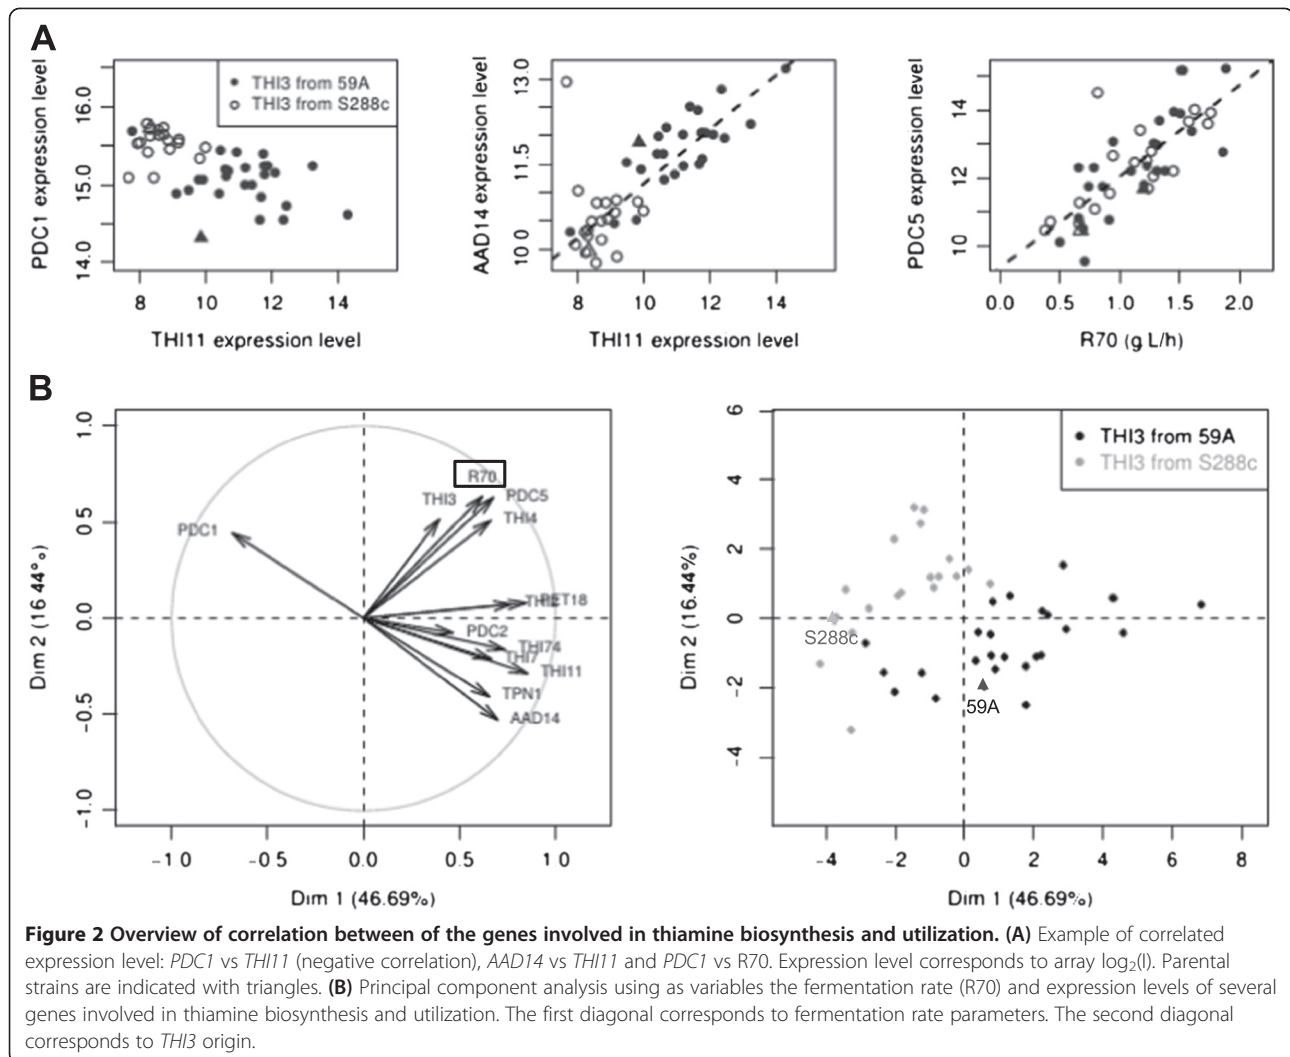 A
PDC1 expression level
16.0
15.0
14.0
THI3 from 59A
THI3 from S288c
8 10 12 14
THI11 expression level
AAD14 expression level
13.0
11.5
10 0
8 10 12 14
THI11 expression level
PDC5 expression level
14
12
10
0.0 0.5 1.0 1.5 2.0
R70 (g L/h)
B
Dim 2 (16 44%)
1.0
0.5
0.0
-0.5
-1.0
R70
THI3
PDC5
THI4
PDC1
PET18
PDC2
THI74
THI7
THI11
TPN1
AAD14
-1 0 -0.5 0.0 0.5 1.0
Dim 1 (46.69%)
Dim 2 (16.44%)
6
4
2
0
-2
-4
THI3 from 59A
THI3 from S288c
S288c
59A
-4 -2 0 2 4 6 8
Dim 1 (46.69%)
Figure 2 Overview of correlation between of the genes involved in thiamine biosynthesis and utilization. (A) Example of correlated
expression level: PDC1 vs THI11 (negative correlation), AAD14 vs THI11 and PDC1 vs R70. Expression level corresponds to array log₂(I). Parental
strains are indicated with triangles. (B) Principal component analysis using as variables the fermentation rate (R70) and expression levels of several
genes involved in thiamine biosynthesis and utilization. The first diagonal corresponds to fermentation rate parameters. The second diagonal
corresponds to THI3 origin.